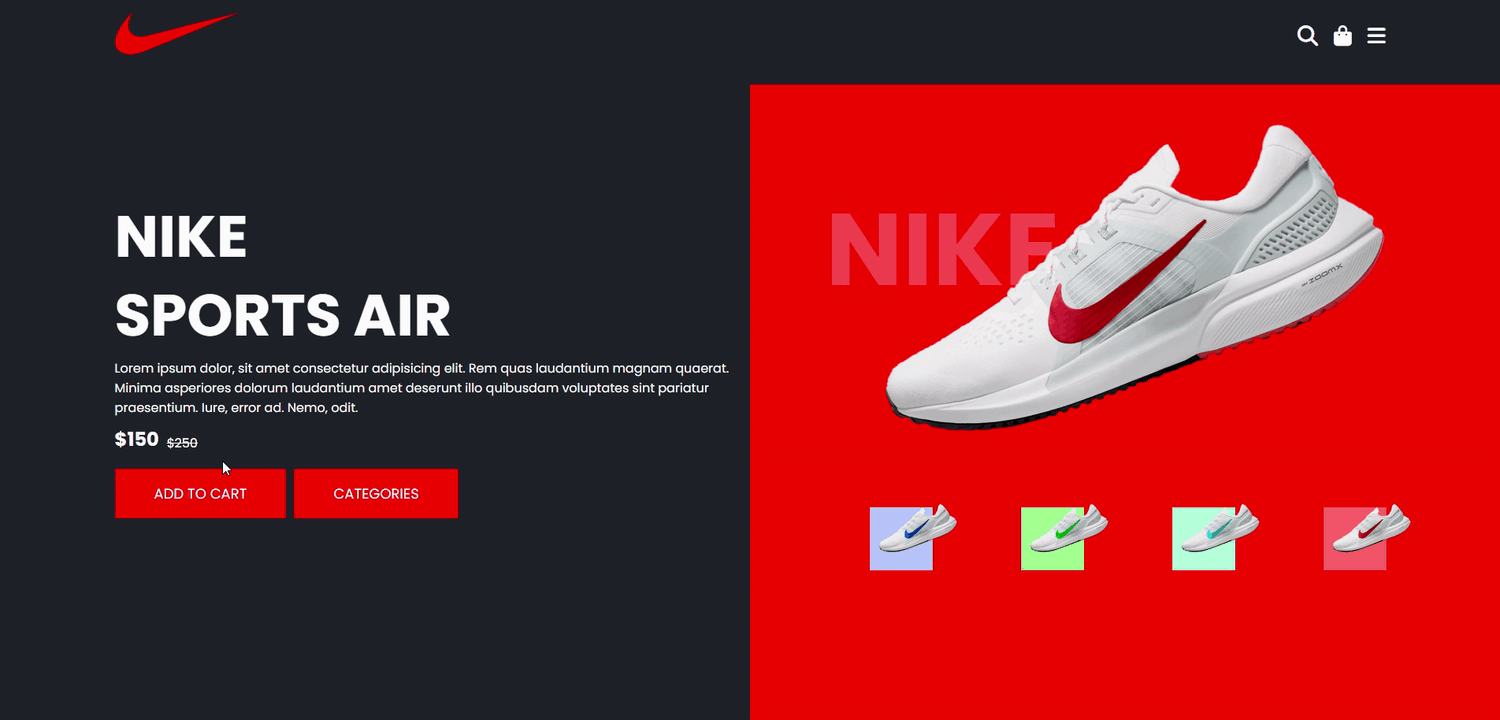 NIKE
SPORTS AIR
Lorem ipsum dolor, sit amet consectetur adipisicing elit. Rem quas laudantium magnam quaerat.
Minima asperiores dolorum laudantium amet deserunt illo quibusdam voluptates sint pariatur
praesentium. Iure, error ad. Nemo, odit.
$150 $250
ADD TO CART CATEGORIES
NIKE
ZOOMX